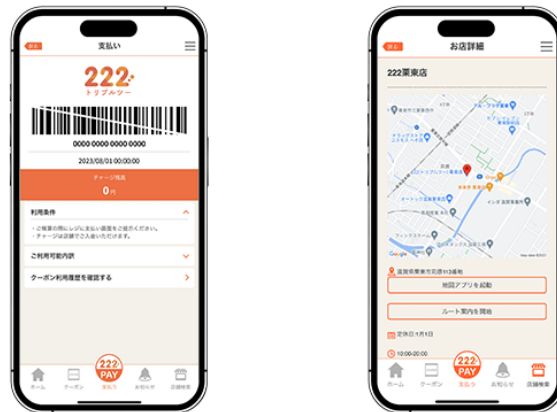 戻る
支払い
222
トリプルツー
0000 0000 0000 0000
2023/03/01 00:00:00
チャージ残高
0 円
利用条件
・ご精算の際にレジに支払い画面をご提示ください。
・チャージは店舗でご入金いただけます。
ご利用可能内訳
クーポン利用履歴を確認する
ホーム
クーポン
222 PAY
支払う
お知らせ
店舗検索
戻る
お店詳細
222栗東店
Google
地図アプリを起動
ルート案内を開始
定休日:1月1日
10:00-20:00
ホーム
クーポン
222 PAY
支払う
お知らせ
店舗検索